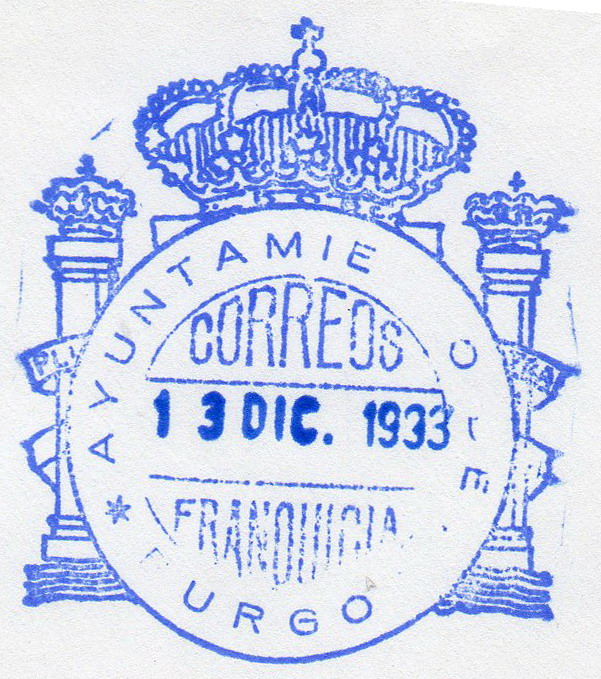 AYUNTAMIE
CORREOS
13 DIC. 1933
FRANQUICIA
URGO